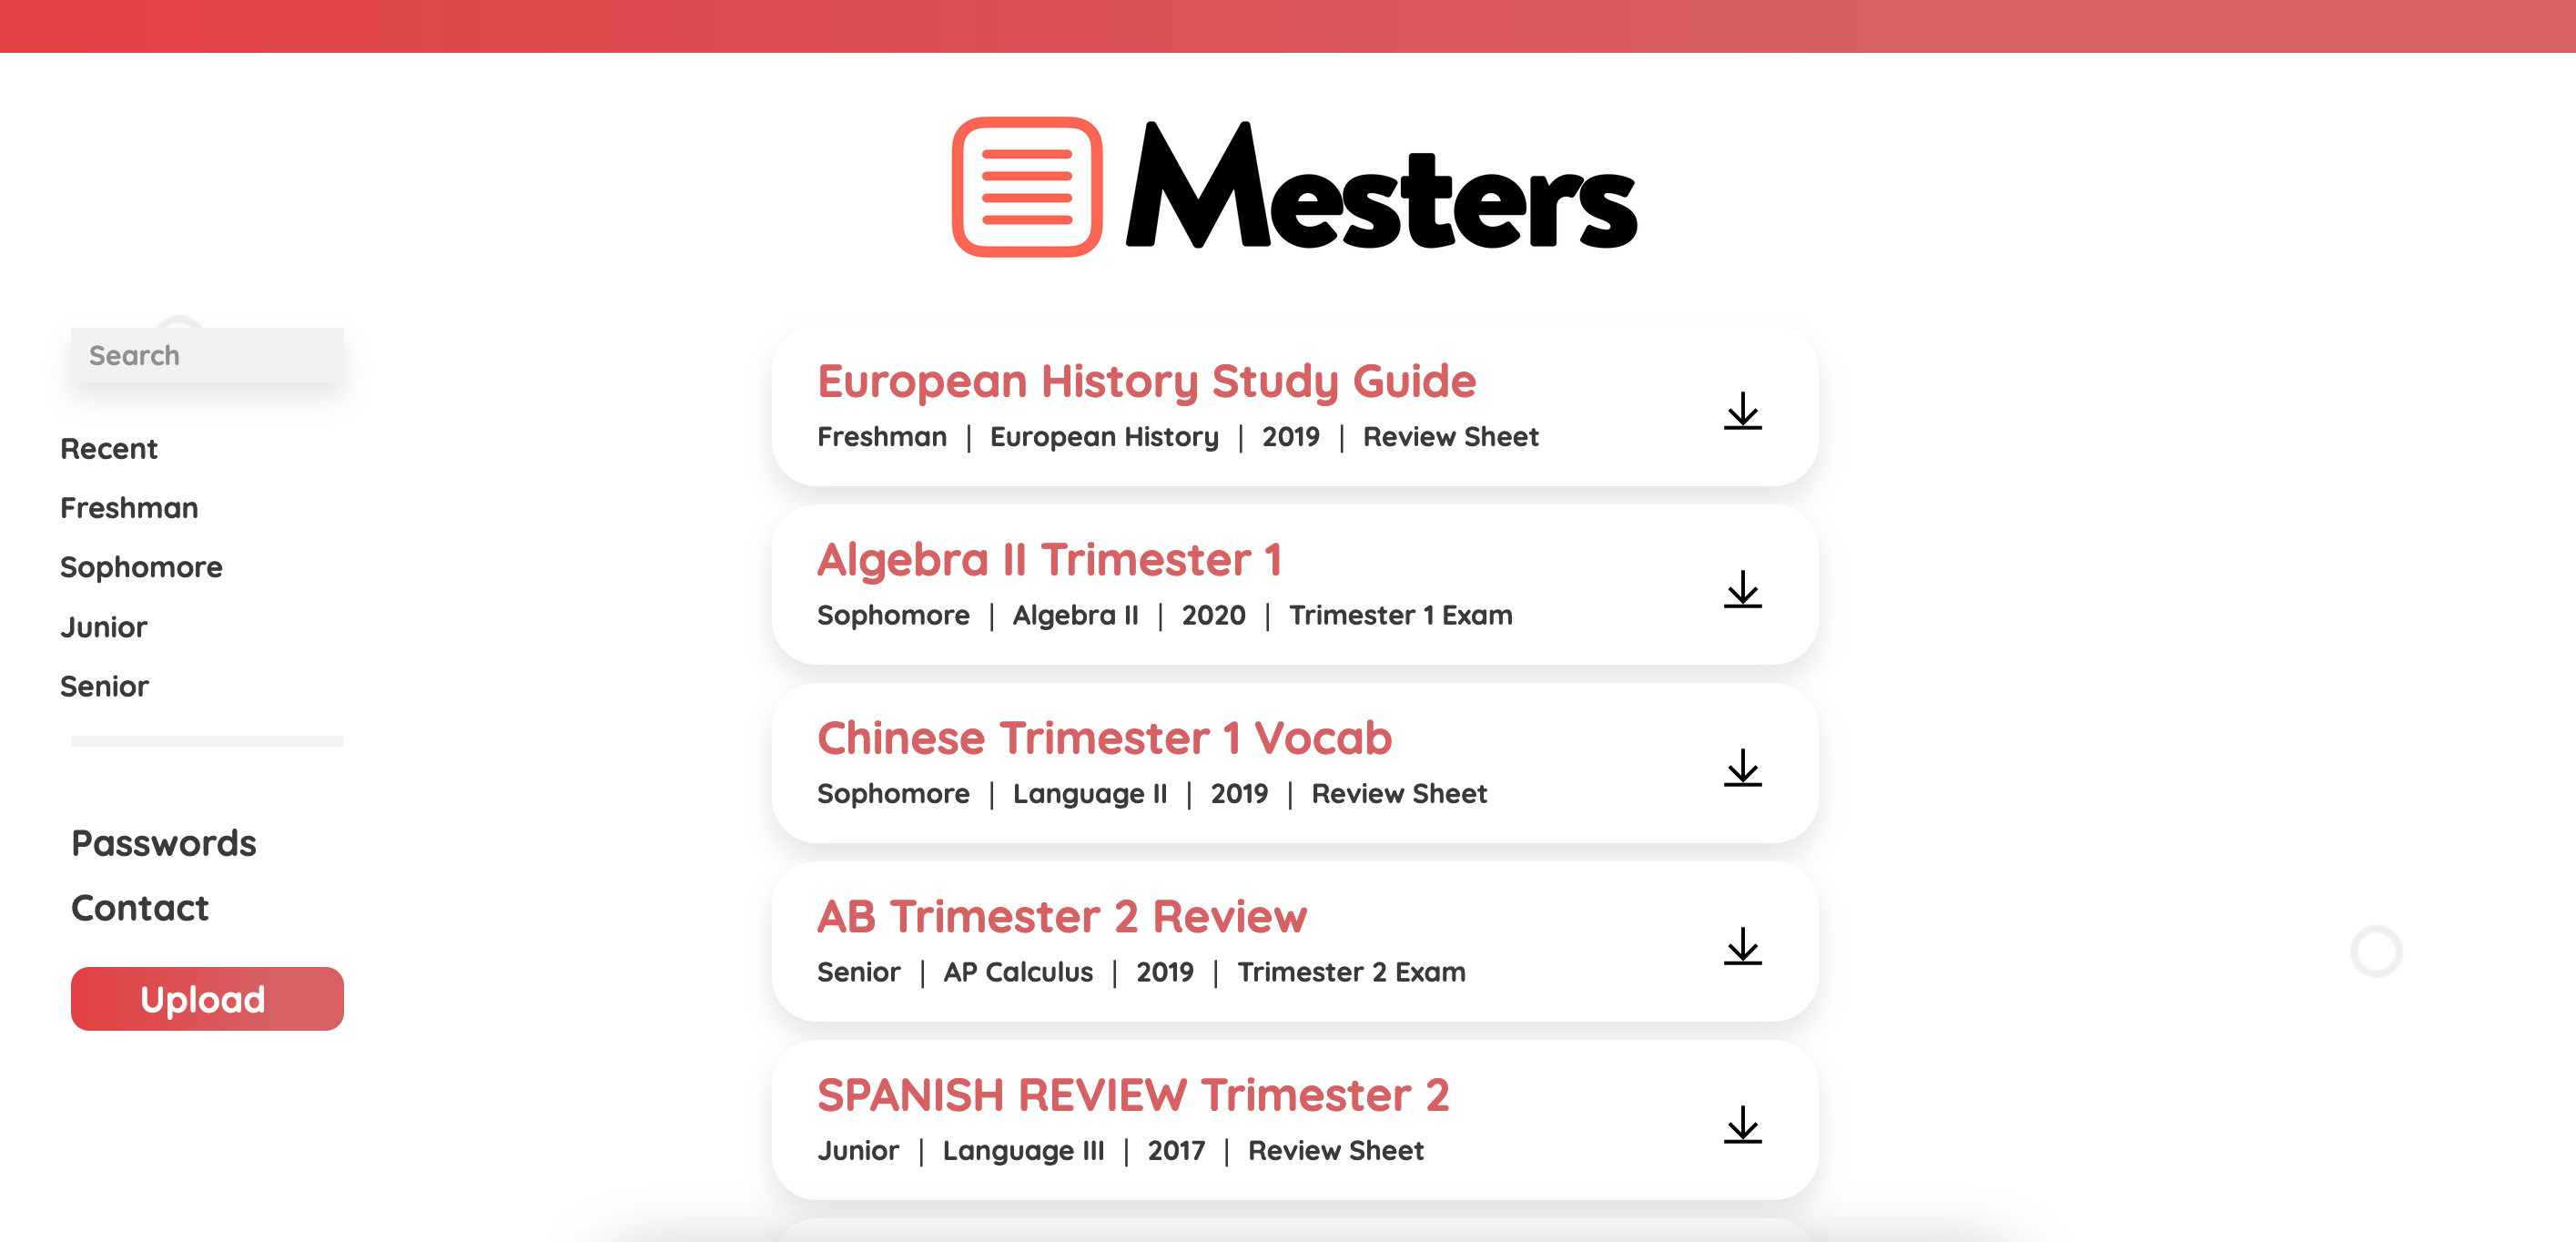 Mesters
Search
Recent
Freshman
Sophomore
Junior
Senior
Passwords
Contact
Upload
European History Study Guide
Freshman | European History | 2019 | Review Sheet
Algebra II Trimester 1
Sophomore | Algebra II | 2020 | Trimester 1 Exam
Chinese Trimester 1 Vocab
Sophomore | Language II | 2019 | Review Sheet
AB Trimester 2 Review
Senior | AP Calculus | 2019 | Trimester 2 Exam
SPANISH REVIEW Trimester 2
Junior | Language III | 2017 | Review Sheet